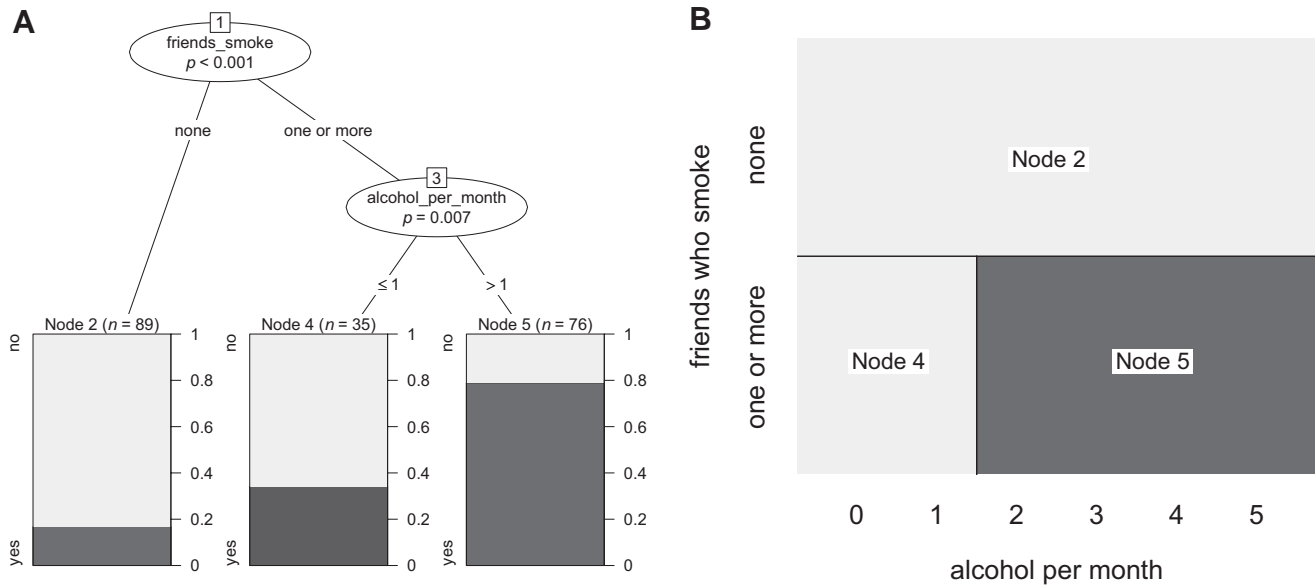 A
1
friends_smoke
p < 0.001
none
one or more
3
alcohol_per_month
p = 0.007
≤ 1
> 1
Node 2 (n = 89)
no
yes
1
0.8
0.6
0.4
0.2
0
Node 4 (n = 35)
no
yes
1
0.8
0.6
0.4
0.2
0
Node 5 (n = 76)
no
yes
1
0.8
0.6
0.4
0.2
0
B
friends who smoke
none
one or more
Node 2
Node 4
Node 5
0 1 2 3 4 5
alcohol per month